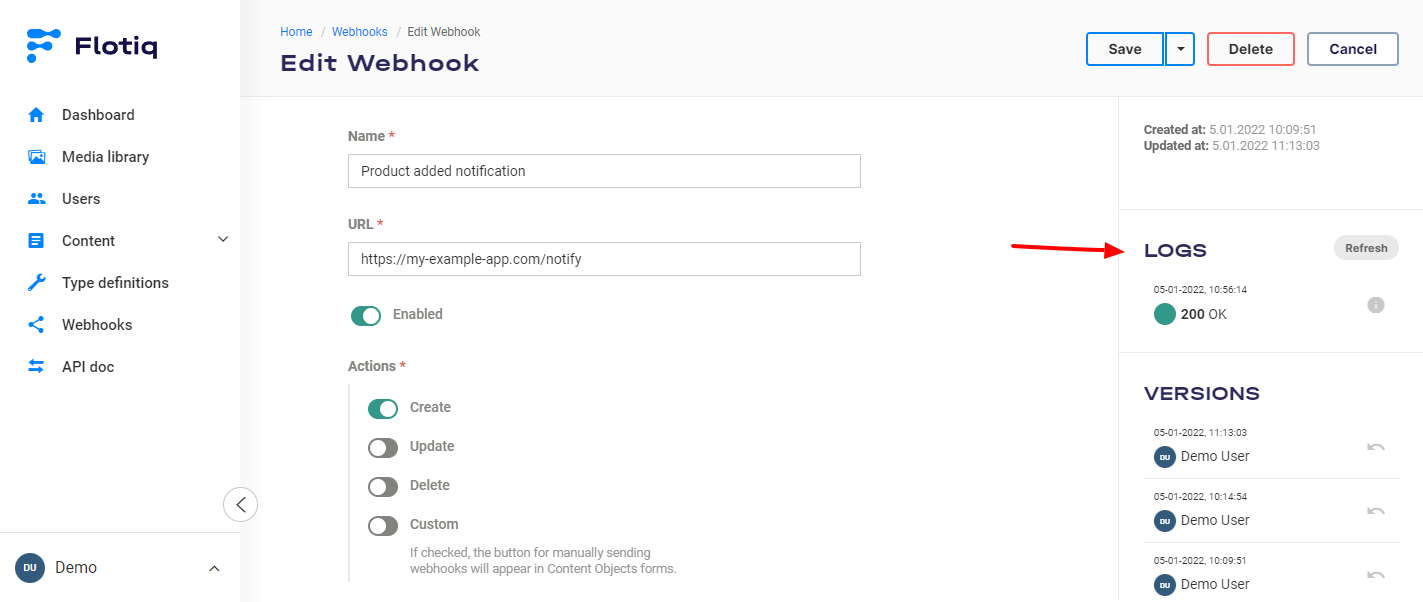 Flotiq
Dashboard
Media library
Users
Content
Type definitions
Webhooks
API doc
DU Demo
Home / Webhooks / Edit Webhook
Edit Webhook
Save
Delete
Cancel
Name *
Product added notification
URL *
https://my-example-app.com/notify
Enabled
Actions *
Create
Update
Delete
Custom
If checked, the button for manually sending
webhooks will appear in Content Objects forms.
Created at: 5.01.2022 10:09:51
Updated at: 5.01.2022 11:13:03
LOGS
Refresh
05-01-2022, 10:56:14
200 OK
VERSIONS
05-01-2022, 11:13:03
DU Demo User
05-01-2022, 10:14:54
DU Demo User
05-01-2022, 10:09:51
DU Demo User